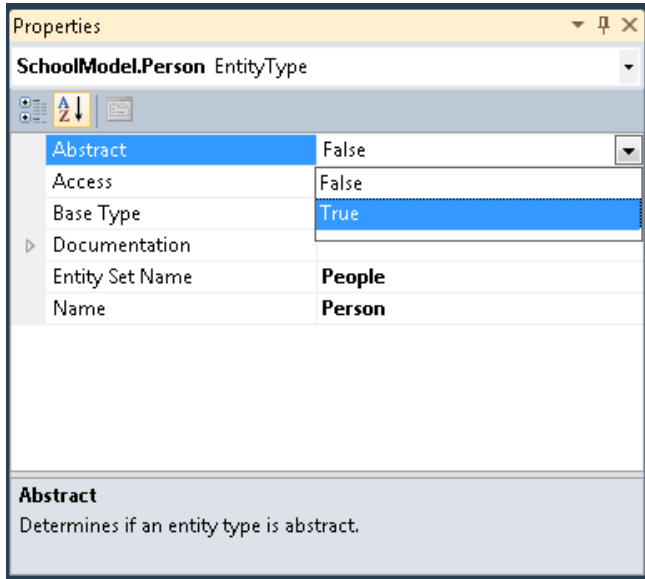 Properties
SchoolModel.Person EntityType
Abstract False
Access False
Base Type True
Documentation
Entity Set Name People
Name Person
Abstract
Determines if an entity type is abstract.